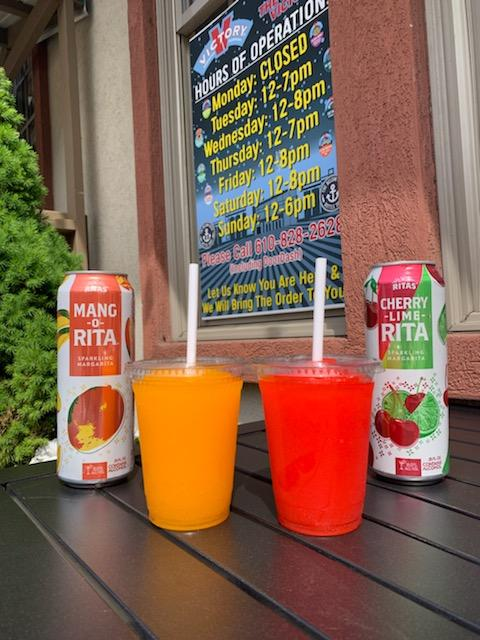 VICTORY
V
HOURS OF OPERATION
Monday: CLOSED
Tuesday: 12-7pm
Wednesday: 12-8pm
Thursday: 12-7pm
Friday: 12-8pm
Saturday: 12-8pm
Sunday: 12-6pm
Please Call 610-828-2628
(including DoorDash)
Let Us Know You Are Here &
We Will Bring The Order To You
RITAS
MANG
-O-
RITA
SPARKLING
MARGARITA
RITAS
CHERRY
-LIME-
RITA
SPARKLING
MARGARITA